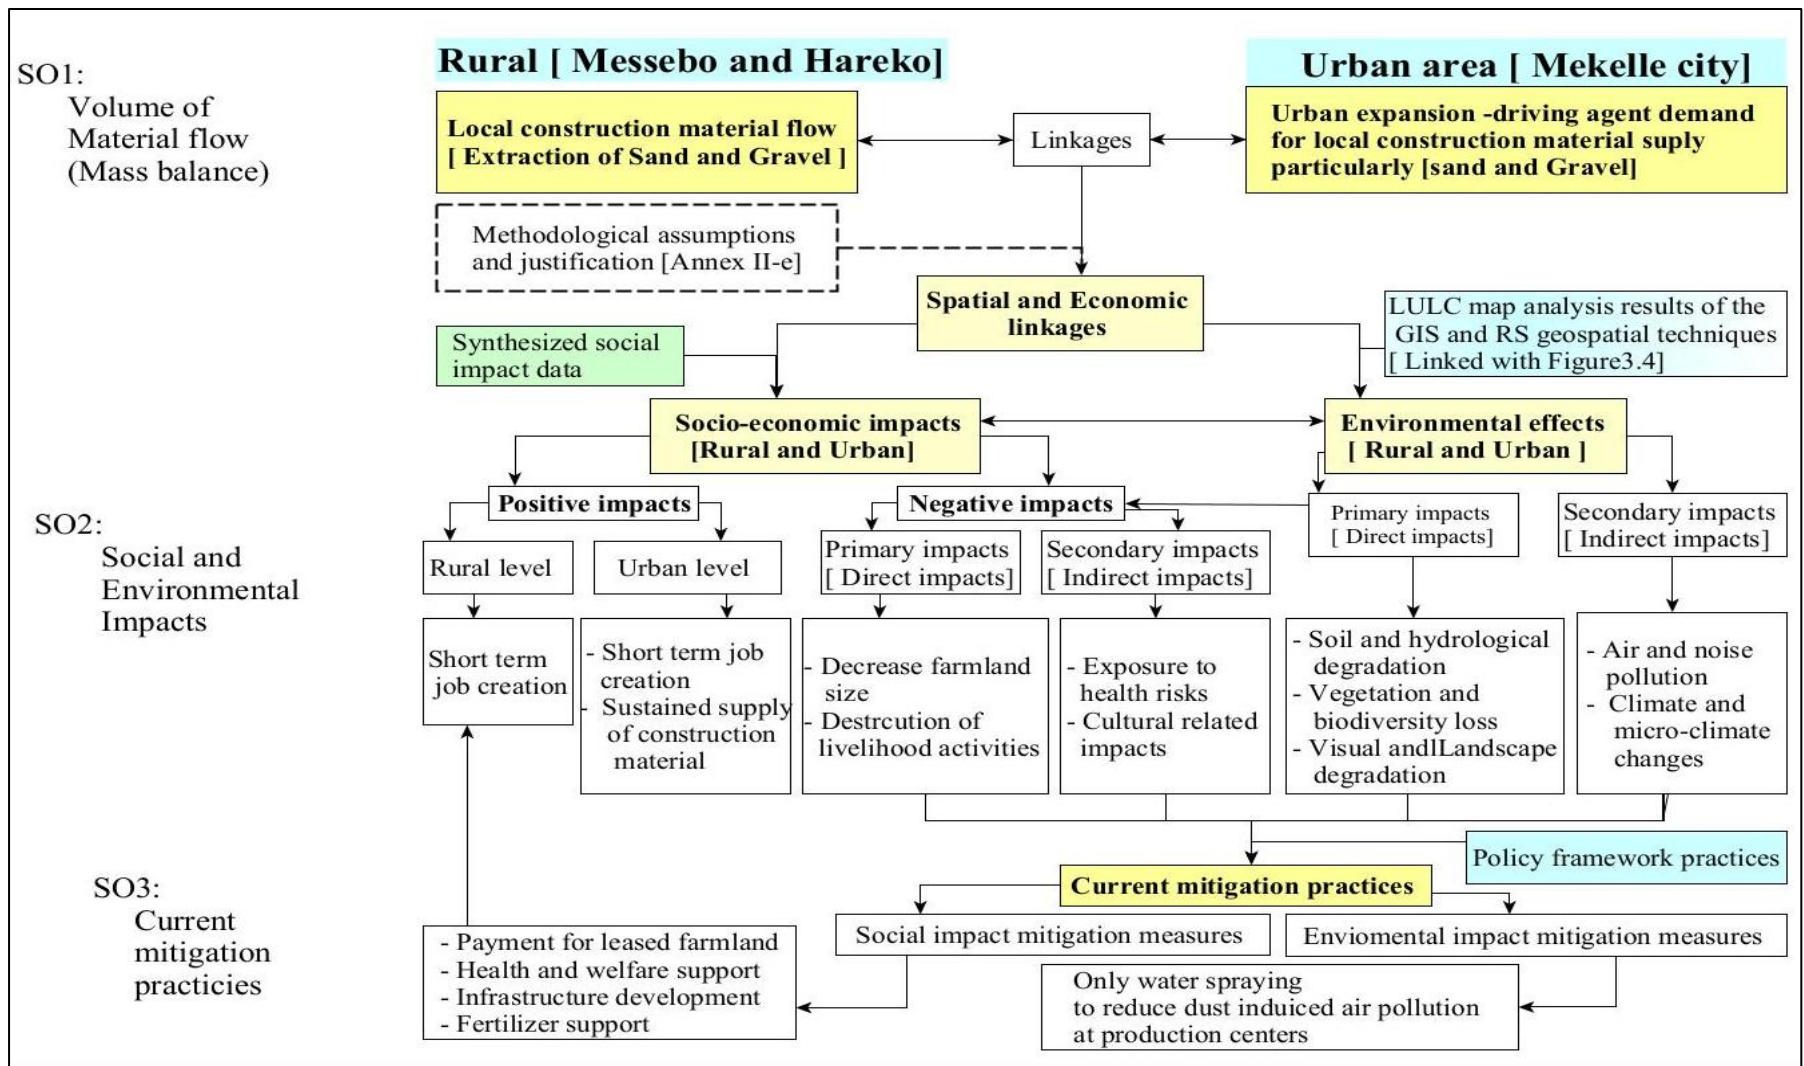 SO1:
Volume of
Material flow
(Mass balance)
Rural [ Messebo and Hareko]
Urban area [ Mekelle city]
Local construction material flow
[ Extraction of Sand and Gravel ]
Linkages
Urban expansion -driving agent demand
for local construction material suply
particularly [sand and Gravel]
Methodological assumptions
and justification [Annex II-e]
Spatial and Economic
linkages
LULC map analysis results of the
GIS and RS geospatial techniques
[ Linked with Figure3.4]
Synthesized social
impact data
Socio-economic impacts
[Rural and Urban]
Environmental effects
[ Rural and Urban ]
SO2:
Social and
Environmental
Impacts
Positive impacts
Negative impacts
Primary impacts
[ Direct impacts]
Secondary impacts
[ Indirect impacts]
Rural level
Urban level
Primary impacts
[ Direct impacts]
Secondary impacts
[ Indirect impacts]
Short term
job creation
- Short term job
creation
- Sustained supply
of construction
material
- Decrease farmland
size
- Destrcution of
livelihood activities
- Exposure to
health risks
- Cultural related
impacts
- Soil and hydrological
degradation
- Vegetation and
biodiversity loss
- Visual andlLandscape
degradation
- Air and noise
pollution
- Climate and
micro-climate
changes
Policy framework practices
SO3:
Current
mitigation
practicies
Current mitigation practices
Social impact mitigation measures
Enviomental impact mitigation measures
- Payment for leased farmland
- Health and welfare support
- Infrastructure development
- Fertilizer support
Only water spraying
to reduce dust induiced air pollution
at production centers